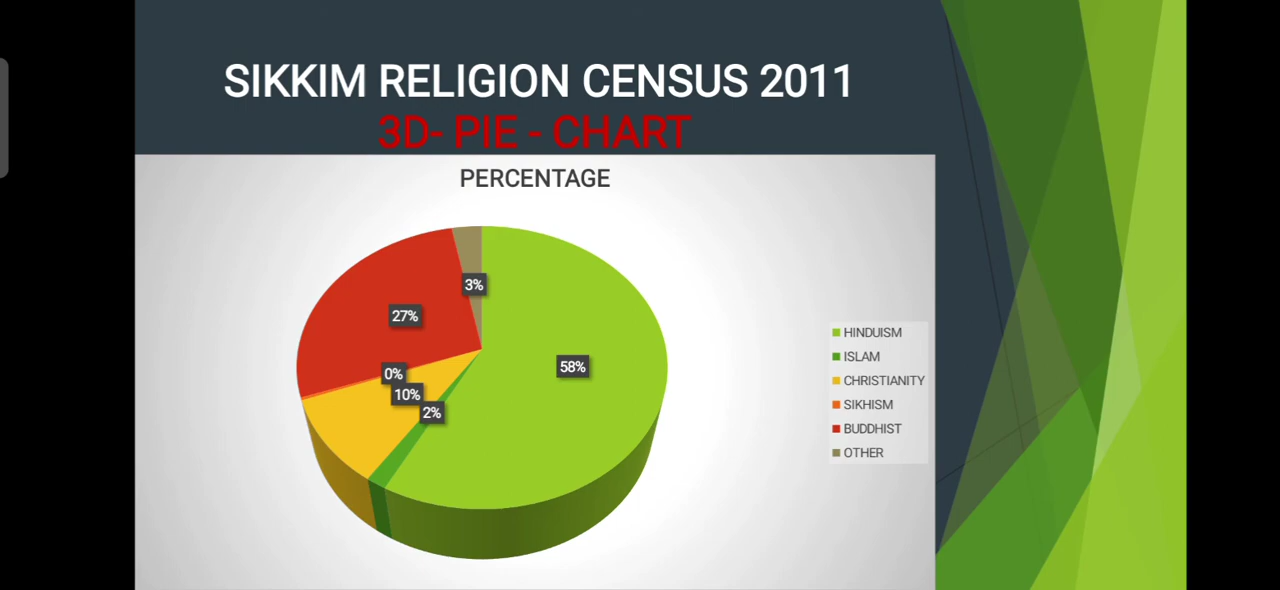 SIKKIM RELIGION CENSUS 2011
3D- PIE - CHART
PERCENTAGE
3%
27%
58%
0%
10%
2%
HINDUISM
ISLAM
CHRISTIANITY
SIKHISM
BUDDHIST
OTHER